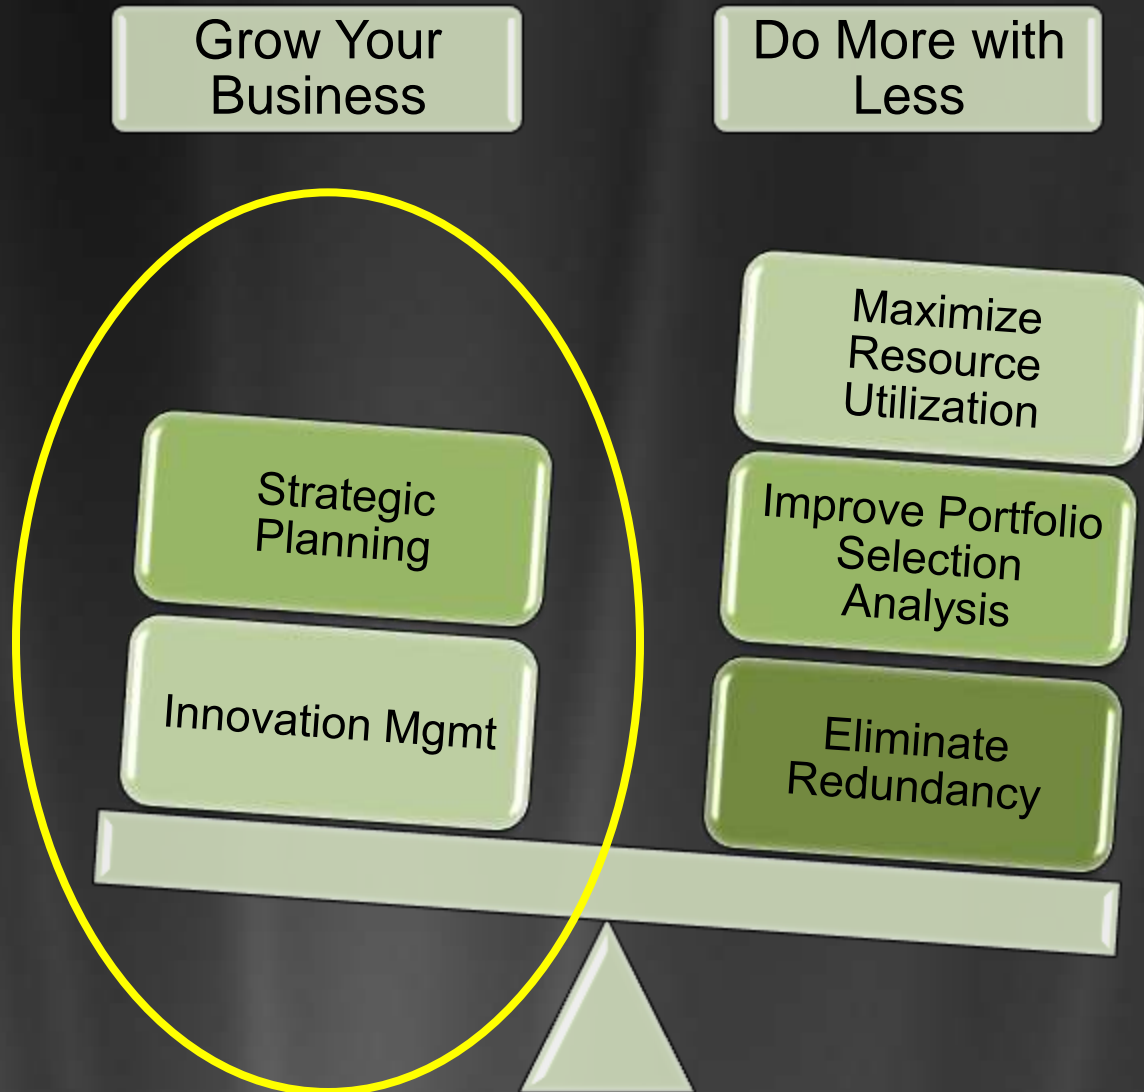 Grow Your
Business
Do More with
Less
Strategic
Planning
Innovation Mgmt
Maximize
Resource
Utilization
Improve Portfolio
Selection
Analysis
Eliminate
Redundancy